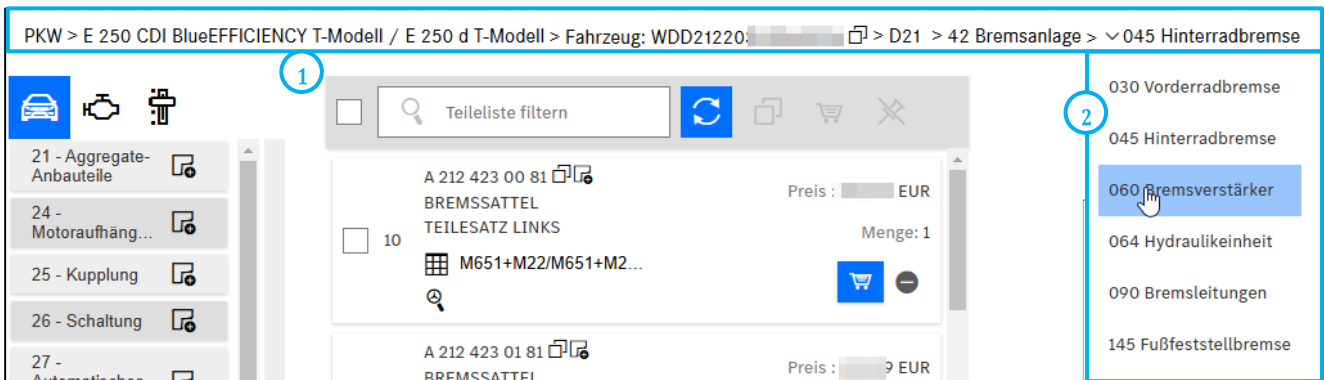 PKW > E 250 CDI BlueEFFICIENCY T-Modell / E 250 d T-Modell > Fahrzeug: WDD21220 > D21 > 42 Bremsanlage > 045 Hinterradbremse
1
Teileliste filtern
21 - Aggregate-
Anbauteile
24 -
Motoraufhäng...
25 - Kupplung
26 - Schaltung
27 -
A 212 423 00 81
BREMSSATTEL
TEILESATZ LINKS
10
M651+M22/M651+M2...
Preis : EUR
Menge: 1
A 212 423 01 81
BREMSSATTEL
Preis : 9 EUR
2
030 Vorderradbremse
045 Hinterradbremse
060 Bremsverstärker
064 Hydraulikeinheit
090 Bremsleitungen
145 Fußfeststellbremse